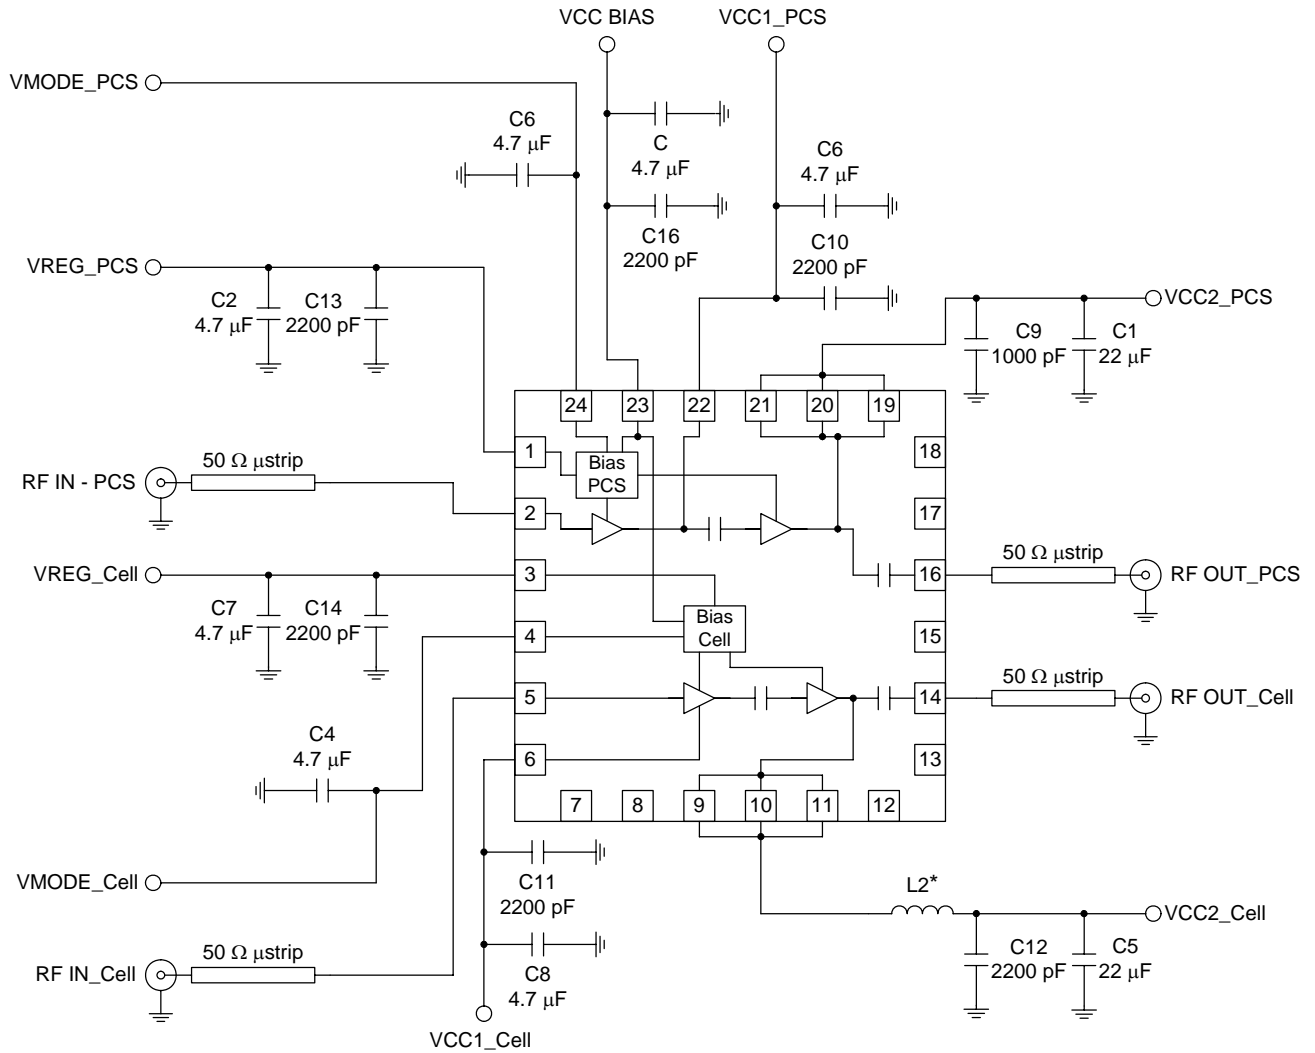 VCC BIAS
VCC1_PCS
VMODE_PCS
C6
4.7 μF
C
4.7 μF
C6
4.7 μF
C16
2200 pF
C10
2200 pF
VREG_PCS
C2
4.7 μF
C13
2200 pF
VCC2_PCS
C9
1000 pF
C1
22 μF
24
23
22
21
20
19
1
Bias
PCS
18
RF IN - PCS
50 Ω μstrip
2
17
VREG_Cell
3
16
50 Ω μstrip
RF OUT_PCS
C7
4.7 μF
C14
2200 pF
4
Bias
Cell
15
5
14
50 Ω μstrip
RF OUT_Cell
C4
4.7 μF
6
13
7
8
9
10
11
12
VMODE_Cell
C11
2200 pF
L2*
VCC2_Cell
RF IN_Cell
50 Ω μstrip
C8
4.7 μF
C12
2200 pF
C5
22 μF
VCC1_Cell